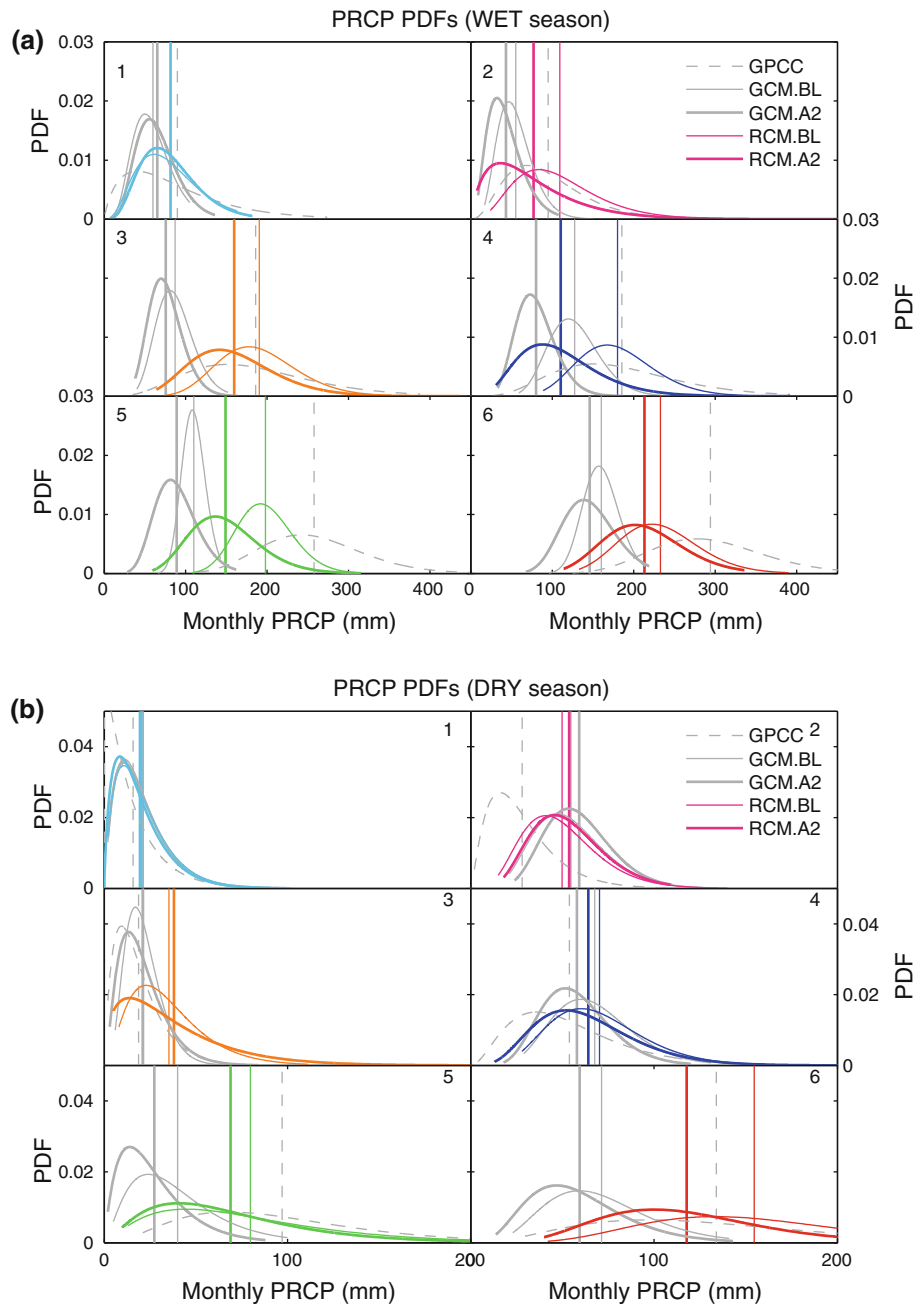 PRCP PDFs (WET season)
(a)
0.03
0.02
0.01
0
PDF
1
2
GPCC
GCM.BL
GCM.A2
RCM.BL
RCM.A2
0.03
0.02
0.01
0
PDF
3
4
0.03
0.02
0.01
0
PDF
5
6
0 100 200 300 400
0 100 200 300 400
Monthly PRCP (mm)
Monthly PRCP (mm)
PRCP PDFs (DRY season)
(b)
0.04
0.02
0
PDF
1
2
GPCC
GCM.BL
GCM.A2
RCM.BL
RCM.A2
3
4
0.04
0.02
0
PDF
0.04
0.02
0
PDF
5
6
0 100 20
0 100 200
Monthly PRCP (mm)
Monthly PRCP (mm)